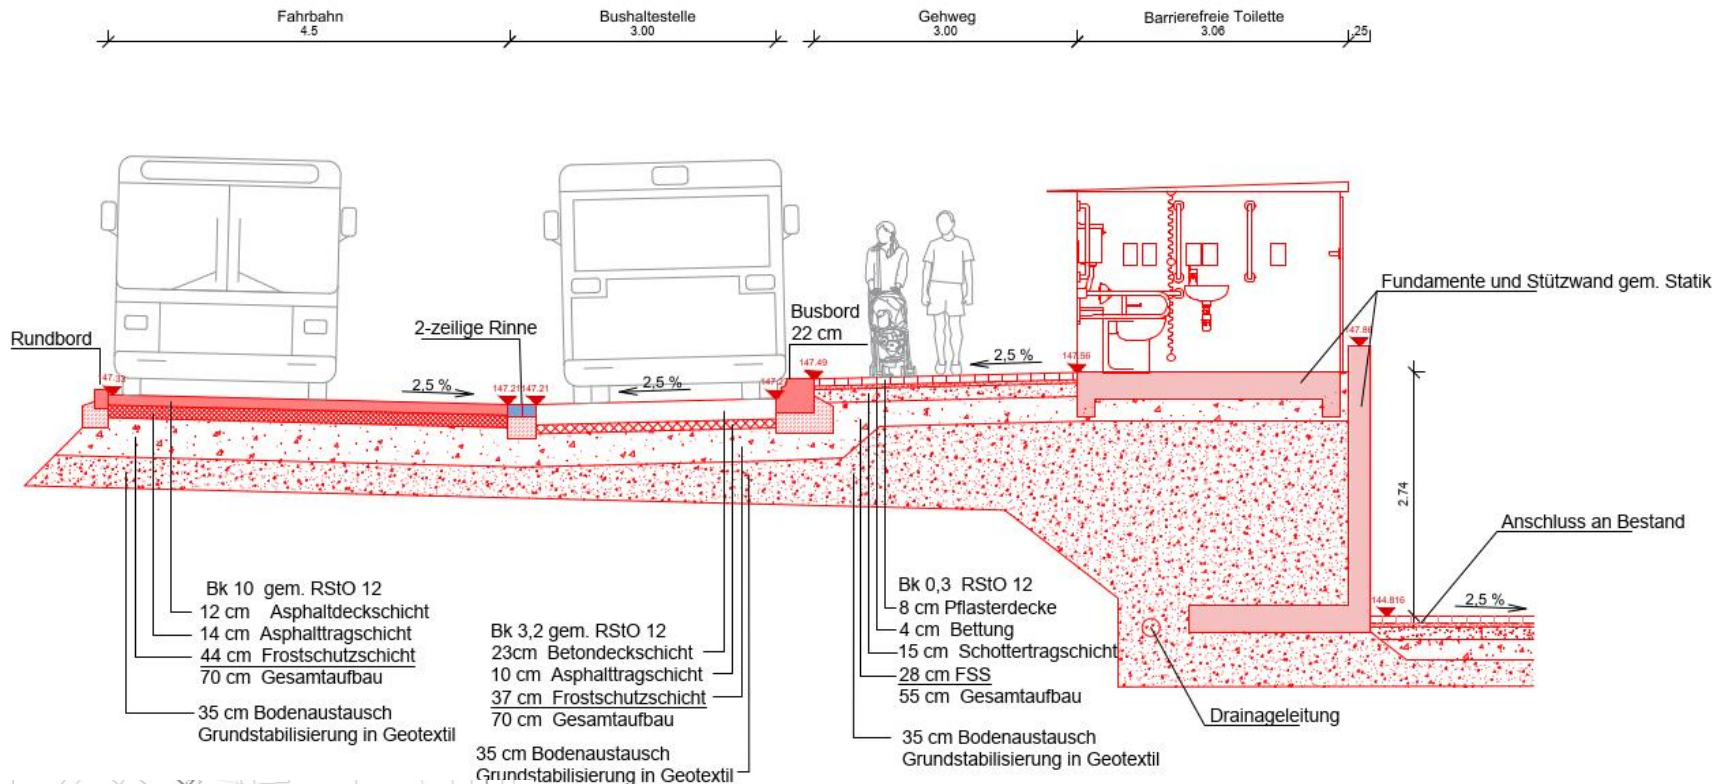 Fahrbahn
4.5
Bushaltestelle
3.00
Gehweg
3.00
Barrierefreie Toilette
3.06
25
Fundamente und Stützwand gem. Statik
Busbord
22 cm
2-zeilige Rinne
Rundbord
147.86
147.49
147.56
2,5 %
2,5 %
2,5 %
147.33
147.21
147.21
147.2
2.74
Anschluss an Bestand
144.816
2,5 %
Bk 10 gem. RStO 12
12 cm Asphaltdeckschicht
14 cm Asphalttragschicht
44 cm Frostschutzschicht
70 cm Gesamtaufbau
35 cm Bodenaustausch
Grundstabilisierung in Geotextil
Bk 3,2 gem. RStO 12
23cm Betondeckschicht
10 cm Asphalttragschicht
37 cm Frostschutzschicht
70 cm Gesamtaufbau
35 cm Bodenaustausch
Grundstabilisierung in Geotextil
Bk 0,3 RStO 12
8 cm Pflasterdecke
4 cm Bettung
15 cm Schottertragschicht
28 cm FSS
55 cm Gesamtaufbau
35 cm Bodenaustausch
Grundstabilisierung in Geotextil
Drainageleitung